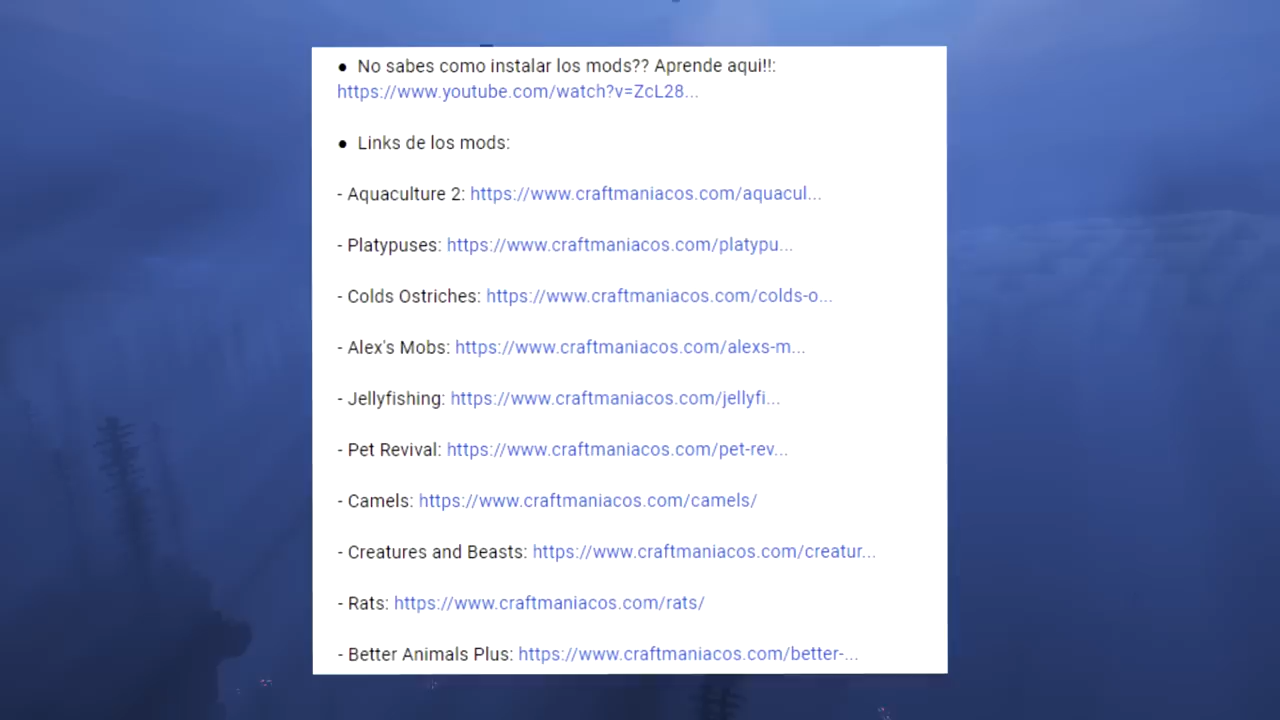 ● No sabes como instalar los mods?? Aprende aqui!!:
https://www.youtube.com/watch?v=ZcL28...
● Links de los mods:
- Aquaculture 2: https://www.craftmaniacos.com/aquacul...
- Platypuses: https://www.craftmaniacos.com/platypu...
- Colds Ostriches: https://www.craftmaniacos.com/colds-o...
- Alex's Mobs: https://www.craftmaniacos.com/alexs-m...
- Jellyfishing: https://www.craftmaniacos.com/jellyfi...
- Pet Revival: https://www.craftmaniacos.com/pet-rev...
- Camels: https://www.craftmaniacos.com/camels/
- Creatures and Beasts: https://www.craftmaniacos.com/creatur...
- Rats: https://www.craftmaniacos.com/rats/
- Better Animals Plus: https://www.craftmaniacos.com/better-...